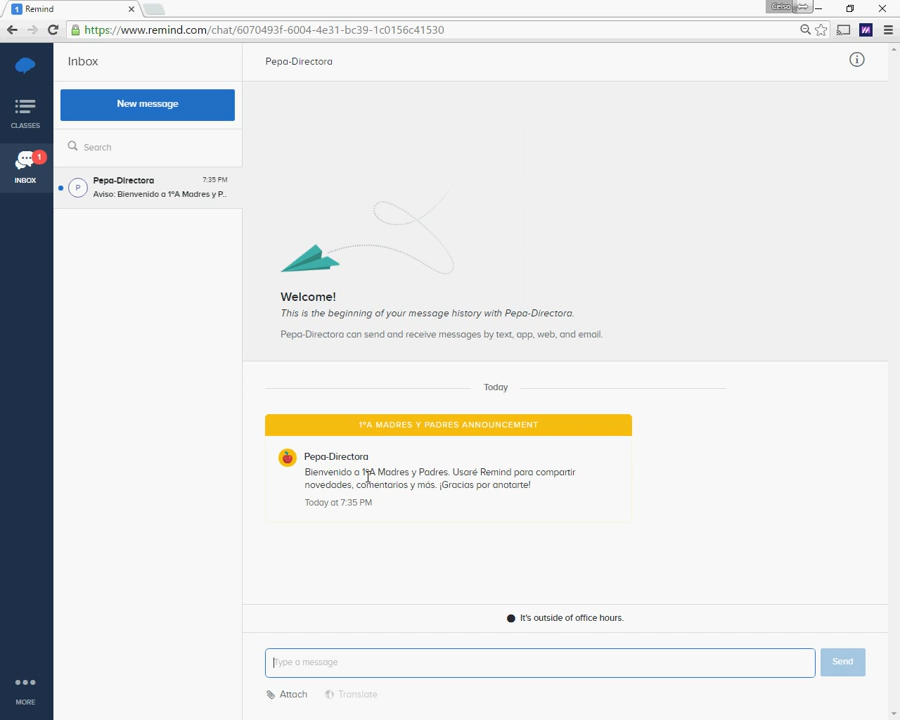 Remind
Celso
https://www.remind.com/chat/6070493f-6004-4e31-bc39-1c0156c41530
Inbox
Pepa-Directora
New message
CLASSES
Search
1
INBOX
P
Pepa-Directora
7:35 PM
Aviso: Bienvenido a 1ºA Madres y P..
Welcome!
This is the beginning of your message history with Pepa-Directora.
Pepa-Directora can send and receive messages by text, app, web, and email.
Today
1ºA MADRES Y PADRES ANNOUNCEMENT
Pepa-Directora
Bienvenido a 1ºA Madres y Padres. Usaré Remind para compartir
novedades, comentarios y más. ¡Gracias por anotarte!
Today at 7:35 PM
It's outside of office hours.
Type a message
Send
Attach
Translate
MORE